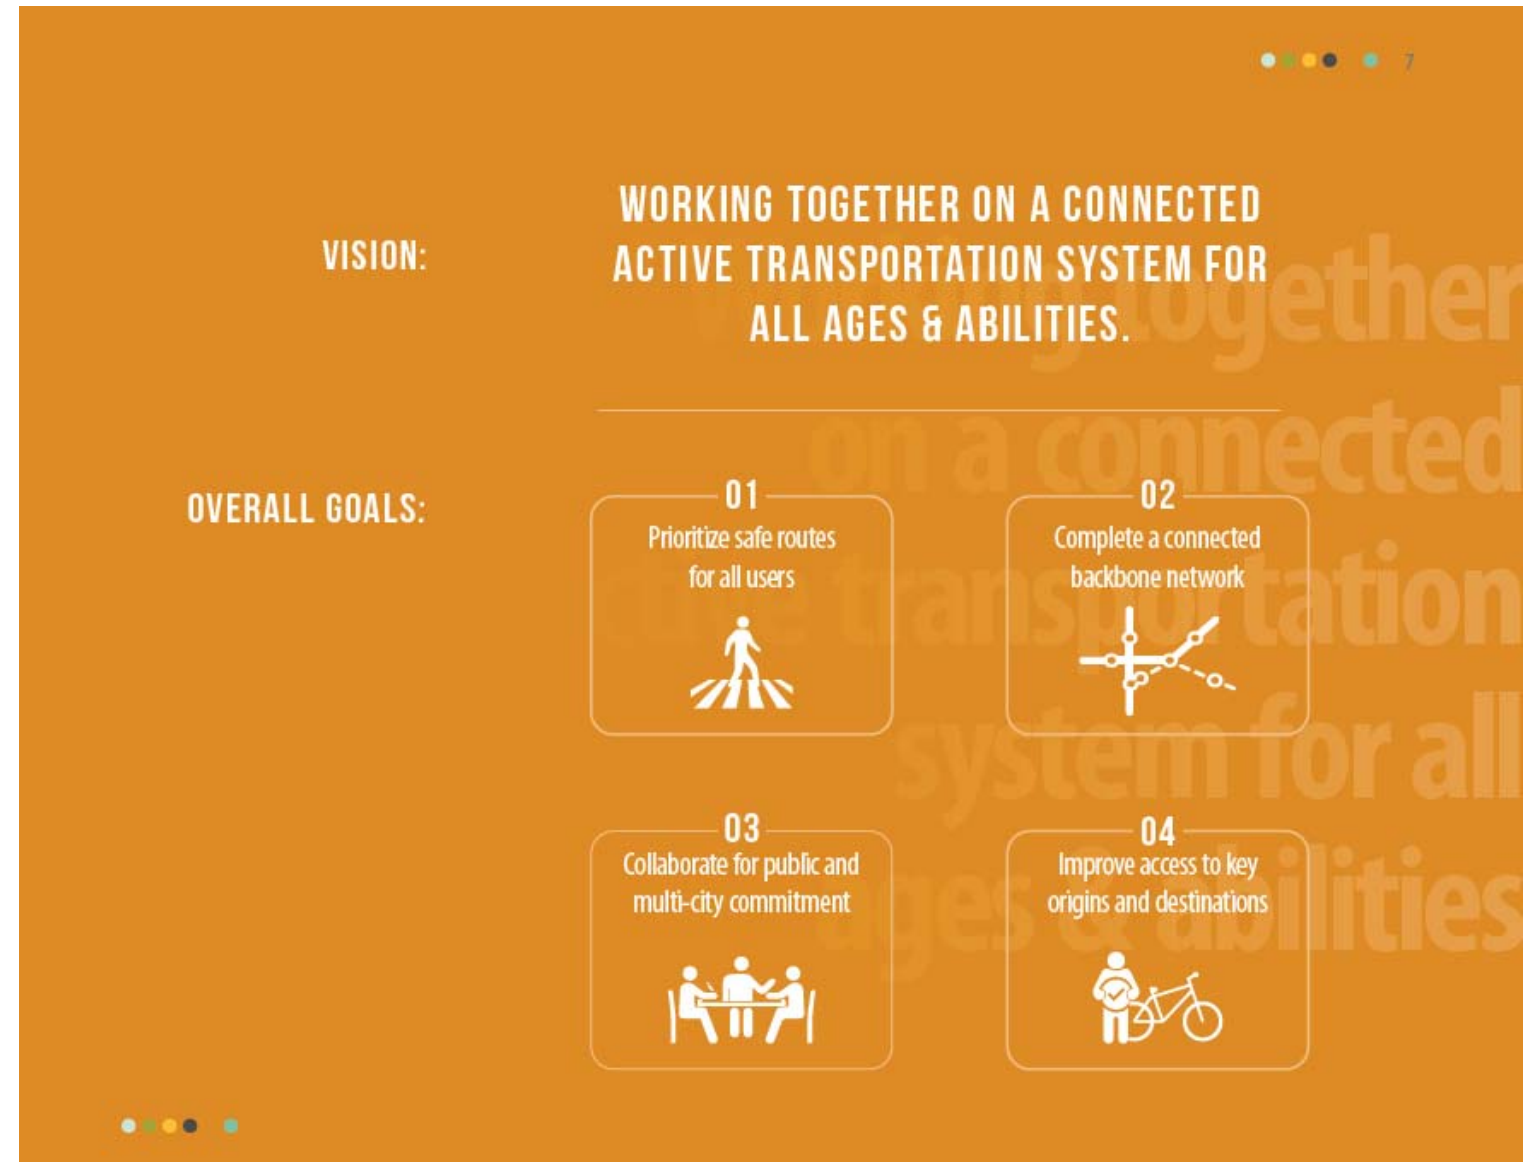 7
VISION:
WORKING TOGETHER ON A CONNECTED
ACTIVE TRANSPORTATION SYSTEM FOR
ALL AGES & ABILITIES.
working together
on a connected
active transportation
system for all
ages & abilities
OVERALL GOALS:
01
Prioritize safe routes
for all users
02
Complete a connected
backbone network
03
Collaborate for public and
multi-city commitment
04
Improve access to key
origins and destinations